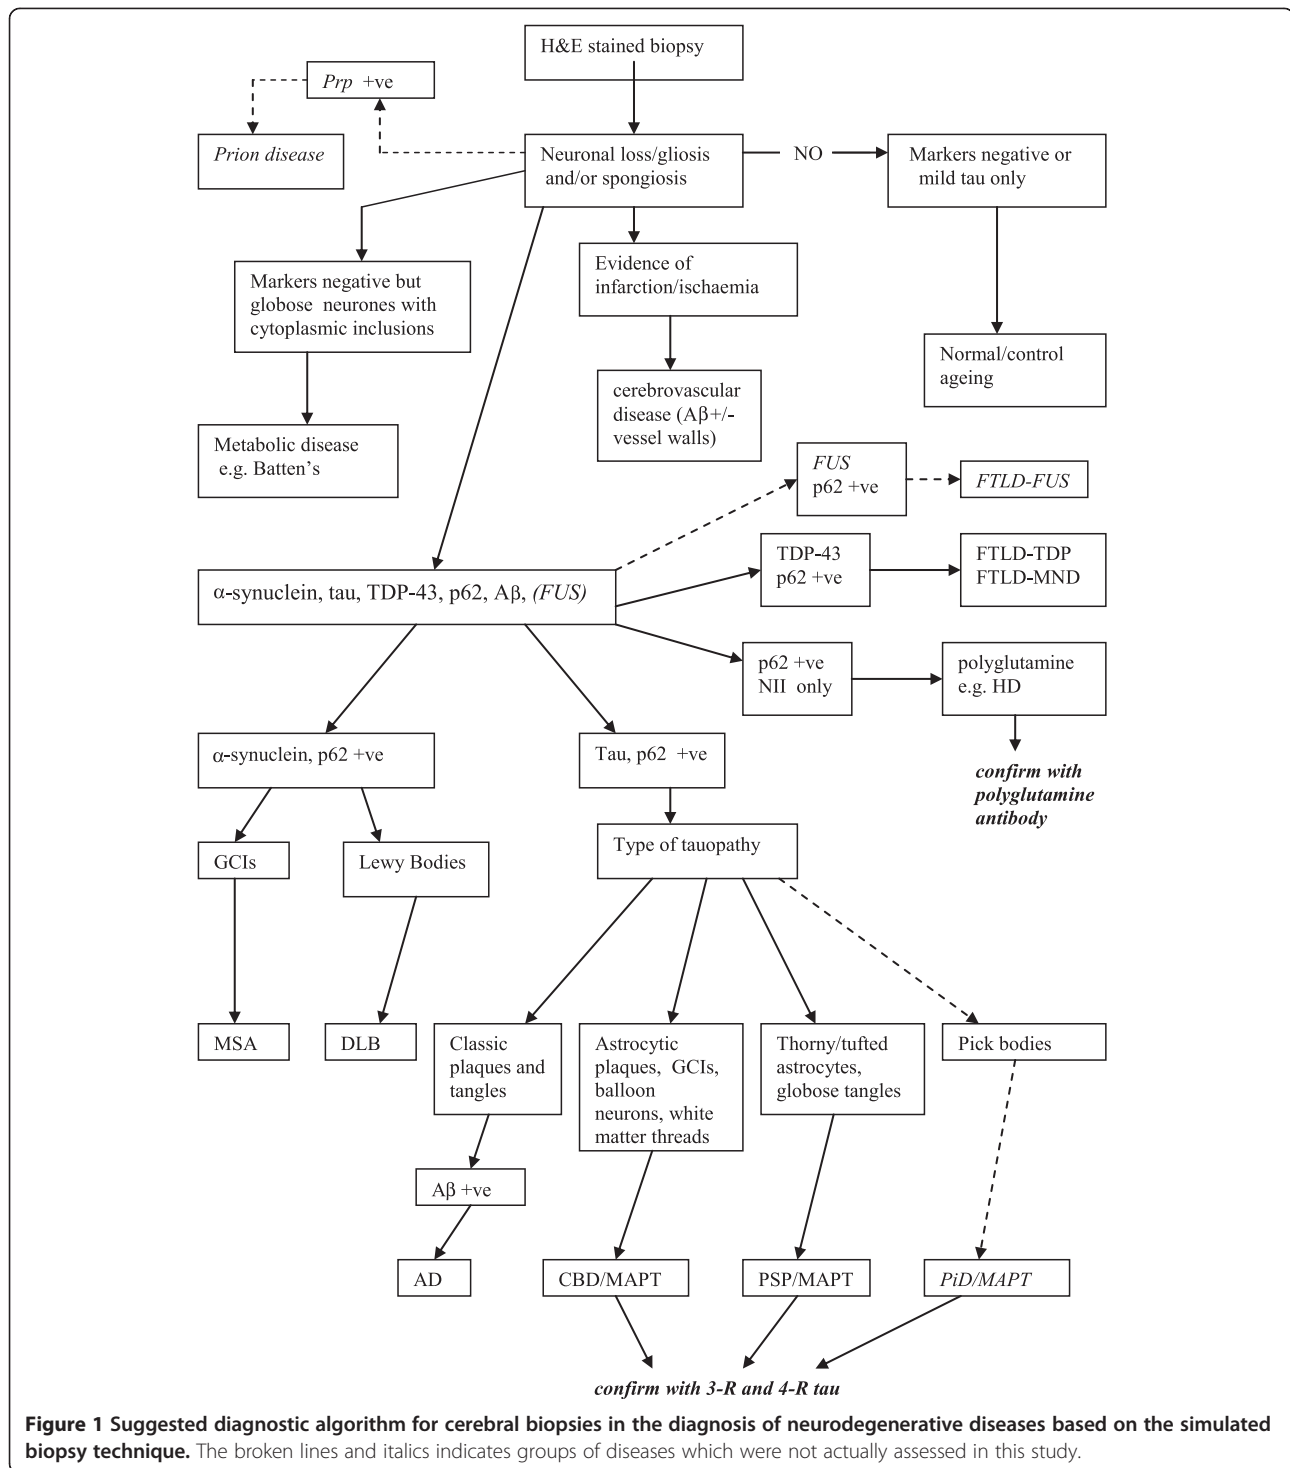 H&E stained biopsy
Prp +ve
Prion disease
Neuronal loss/gliosis
and/or spongiosis
NO
Markers negative or
mild tau only
Markers negative but
globose neurones with
cytoplasmic inclusions
Evidence of
infarction/ischaemia
Normal/control
ageing
Metabolic disease
e.g. Batten's
cerebrovascular
disease (Aβ+/-
vessel walls)
FUS
p62 +ve
FTLD-FUS
TDP-43
p62 +ve
FTLD-TDP
FTLD-MND
α-synuclein, tau, TDP-43, p62, Aβ, (FUS)
p62 +ve
NII only
polyglutamine
e.g. HD
confirm with
polyglutamine
antibody
α-synuclein, p62 +ve
Tau, p62 +ve
GCIs
Lewy Bodies
Type of tauopathy
MSA
DLB
Classic
plaques and
tangles
Astrocytic
plaques, GCIs,
balloon
neurons, white
matter threads
Thorny/tufted
astrocytes,
globose tangles
Pick bodies
Aβ +ve
AD
CBD/MAPT
PSP/MAPT
PiD/MAPT
confirm with 3-R and 4-R tau
Figure 1 Suggested diagnostic algorithm for cerebral biopsies in the diagnosis of neurodegenerative diseases based on the simulated
biopsy technique. The broken lines and italics indicates groups of diseases which were not actually assessed in this study.